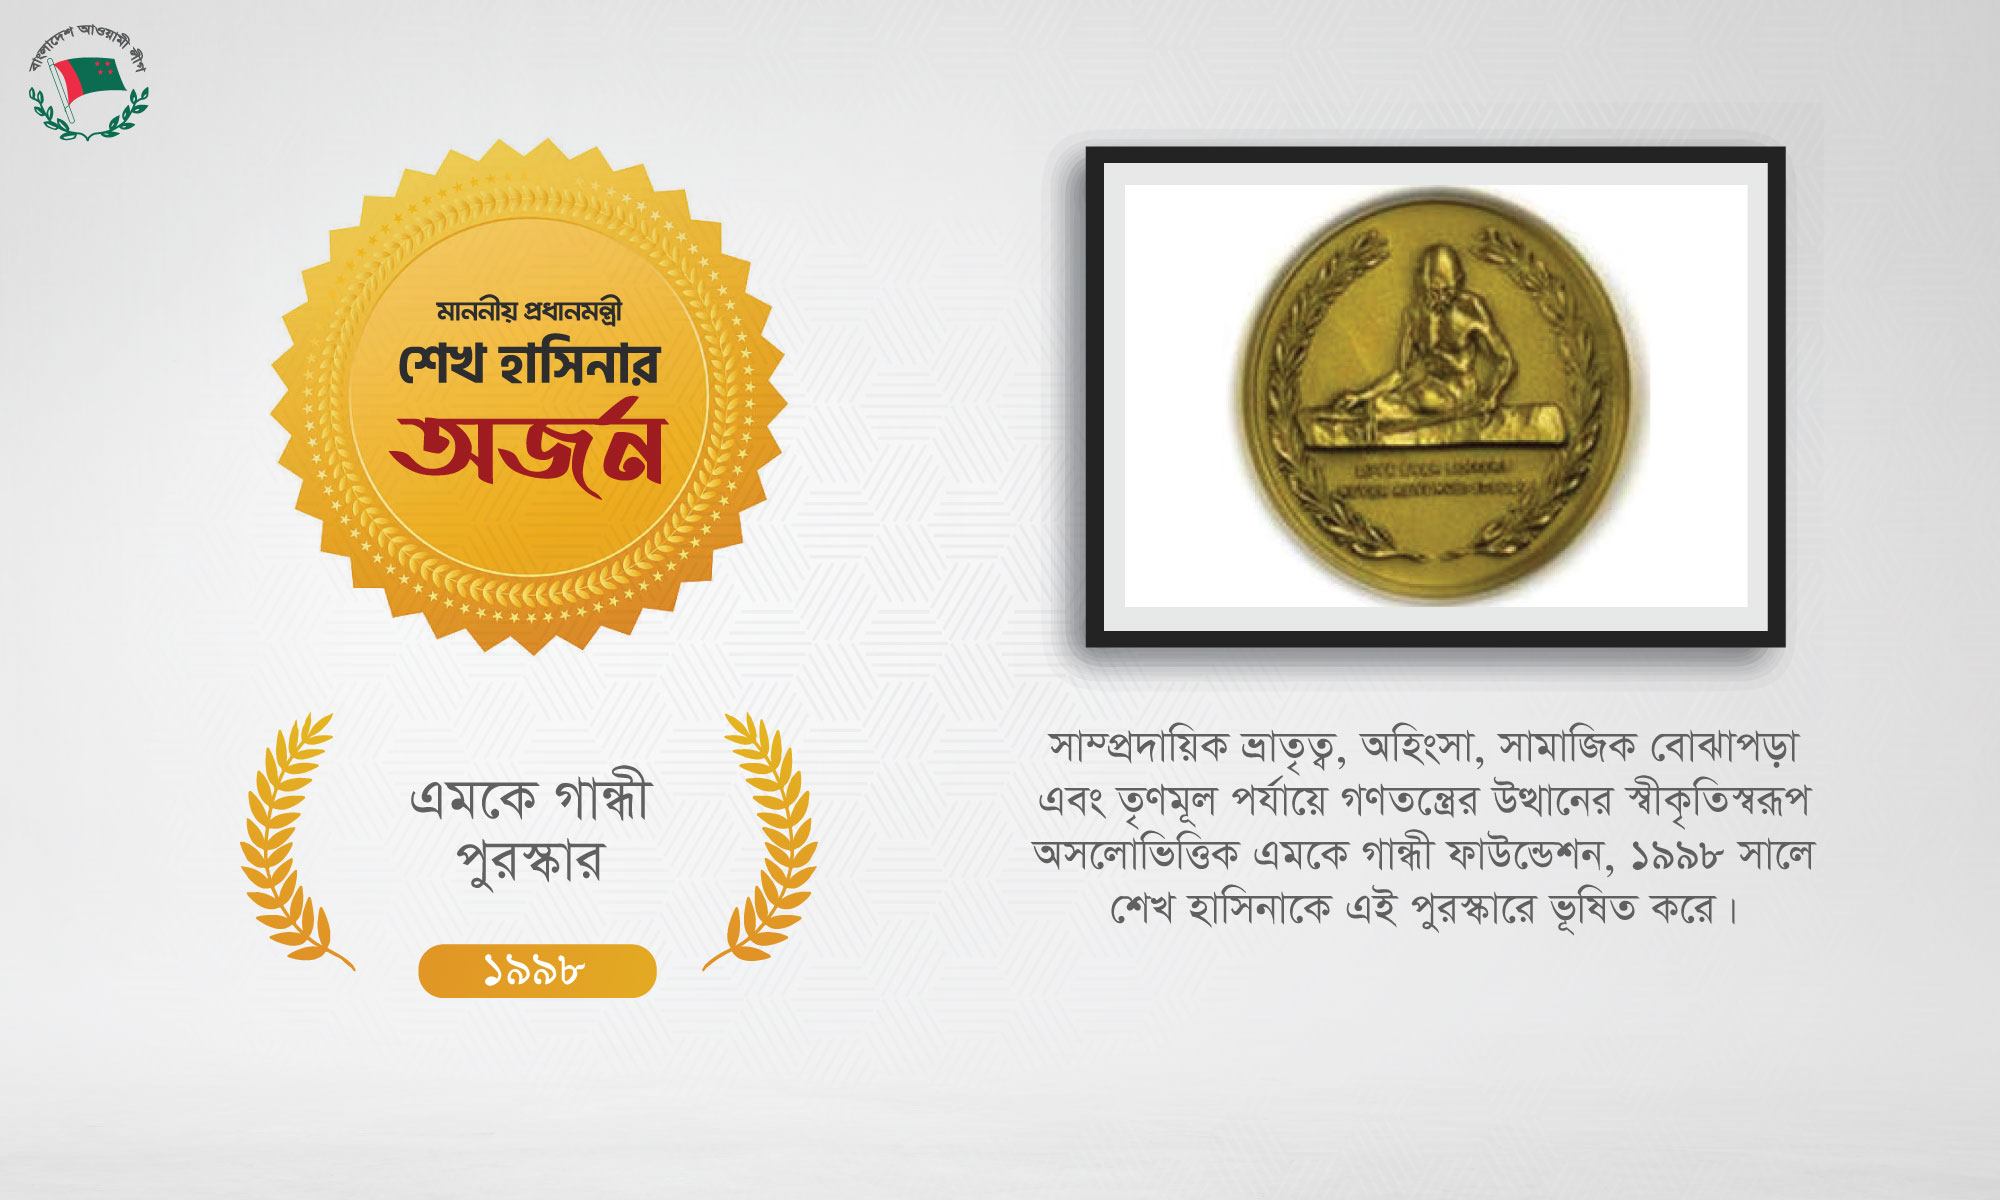 বাংলাদেশ আওয়ামী লীগ
মাননীয় প্রধানমন্ত্রী
শেখ হাসিনার
অর্জন
এমকে গান্ধী
পুরস্কার
১৯৯৮
সাম্প্রদায়িক ভ্রাতৃত্ব, অহিংসা, সামাজিক বোঝাপড়া
এবং তৃণমূল পর্যায়ে গণতন্ত্রের উত্থানের স্বীকৃতিস্বরূপ
অসলোভিত্তিক এমকে গান্ধী ফাউন্ডেশন, ১৯৯৮ সালে
শেখ হাসিনাকে এই পুরস্কারে ভূষিত করে।